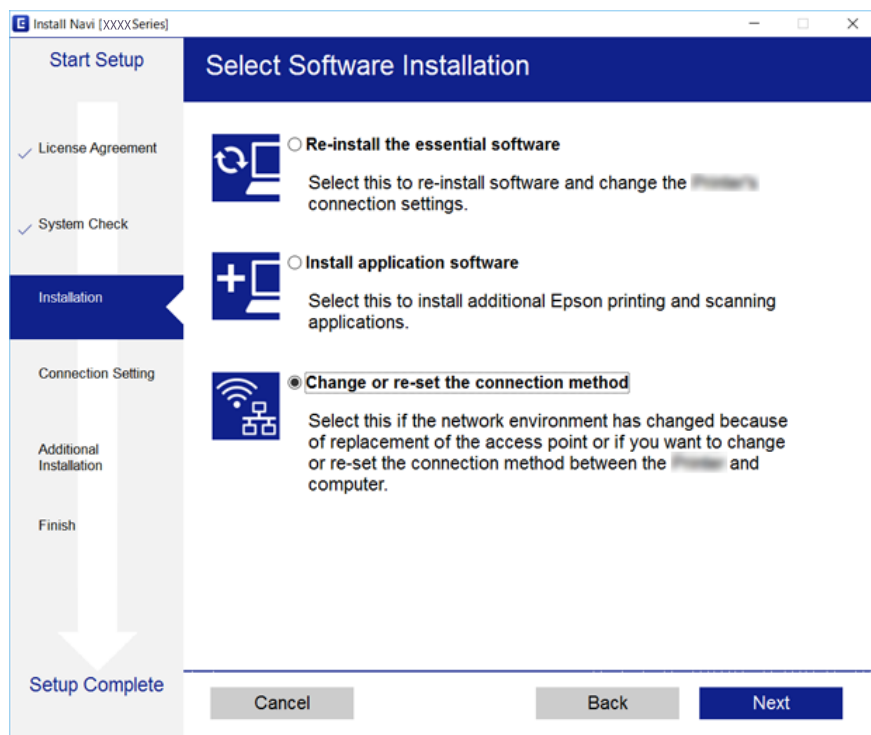 E Install Navi [XXXX Series]
Start Setup
Select Software Installation
License Agreement
System Check
Installation
Connection Setting
Additional
Installation
Finish
Setup Complete
Re-install the essential software
Select this to re-install software and change the
connection settings.
Install application software
Select this to install additional Epson printing and scanning
applications.
Change or re-set the connection method
Select this if the network environment has changed because
of replacement of the access point or if you want to change
or re-set the connection method between the and
computer.
Cancel
Back
Next